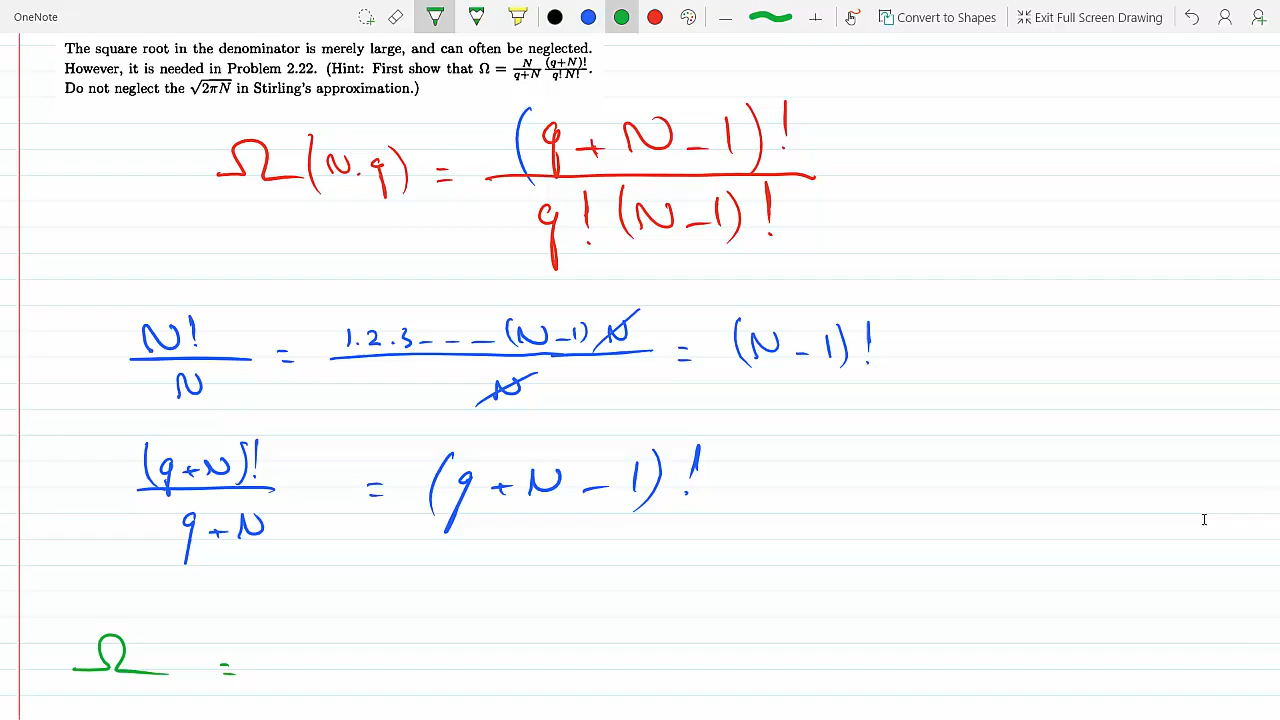 OneNote
Convert to Shapes
Exit Full Screen Drawing
The square root in the denominator is merely large, and can often be neglected.
However, it is needed in Problem 2.22. (Hint: First show that Ω = N/(q+N) (q+N)!/(q! N!).
Do not neglect the √(2πN) in Stirling's approximation.)
Ω(N.q) = (q+N−1)! / q!(N−1)!
N!/N = 1.2.3−−−−(N−1)N / N = (N−1)!
(q+N)! / q+N = (q+N−1)!
Ω =